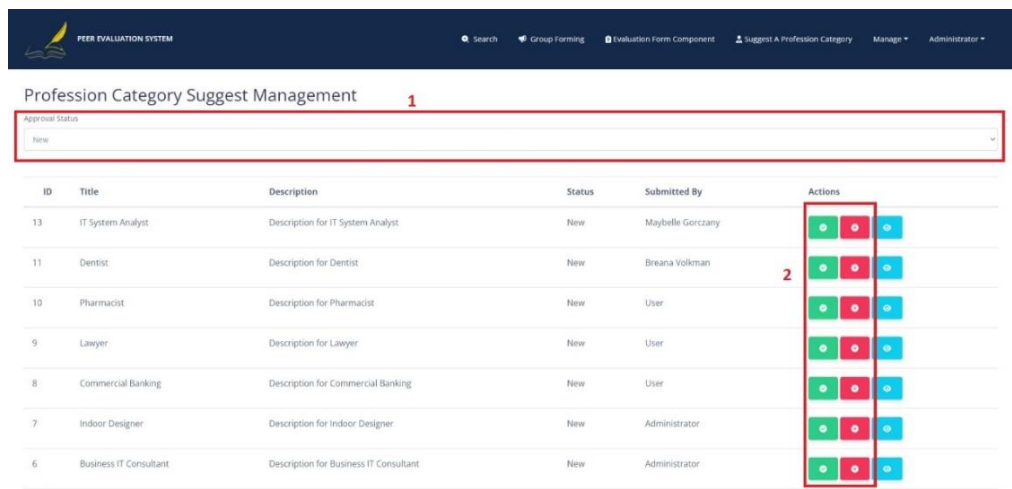 PEER EVALUATION SYSTEM Search Group Forming Evaluation Form Component Suggest A Profession Category Manage Administrator
Profession Category Suggest Management 1
Approval Status
New
ID Title Description Status Submitted By Actions
13 IT System Analyst Description for IT System Analyst New Maybelle Gorczany
11 Dentist Description for Dentist New Breana Volkman
2
10 Pharmacist Description for Pharmacist New User
9 Lawyer Description for Lawyer New User
8 Commercial Banking Description for Commercial Banking New User
7 Indoor Designer Description for Indoor Designer New Administrator
6 Business IT Consultant Description for Business IT Consultant New Administrator